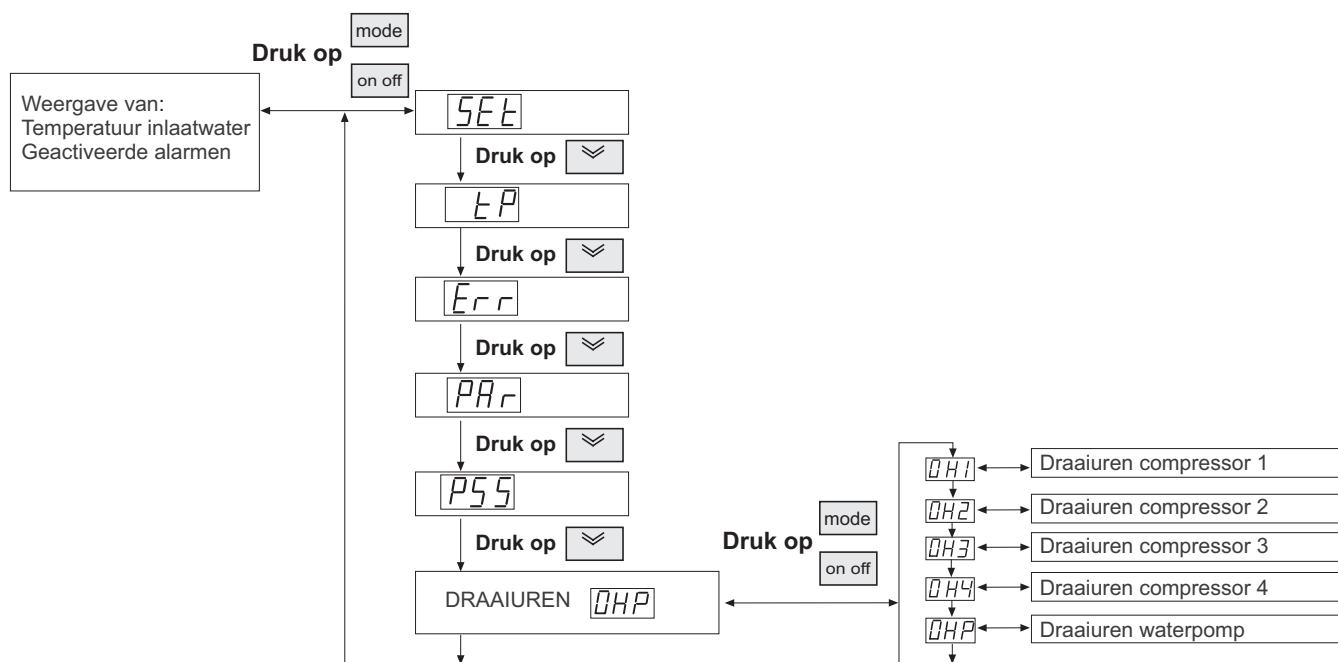 mode
Druk op
on off
Weergave van:
Temperatuur inlaatwater
Geactiveerde alarmen
SEt
Druk op
tP
Druk op
Err
Druk op
PAr
Druk op
PSS
Druk op
DRAAIUREN OHP
mode
Druk op
on off
OH1 Draaiuren compressor 1
OH2 Draaiuren compressor 2
OH3 Draaiuren compressor 3
OH4 Draaiuren compressor 4
OHP Draaiuren waterpomp